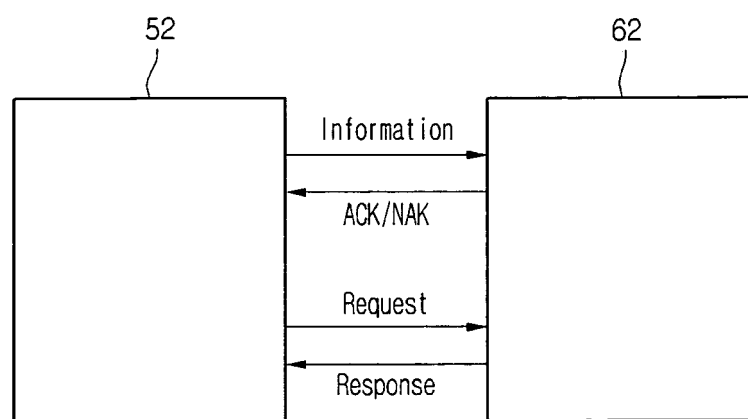 52
62
Information
ACK/NAK
Request
Response